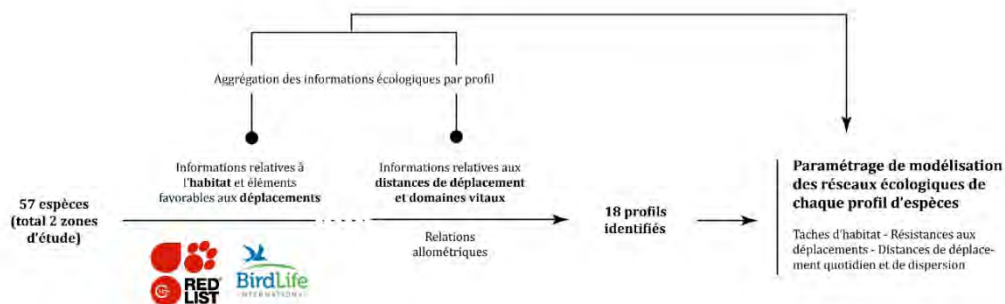 Aggrégation des informations écologiques par profil
Informations relatives à
l'habitat et éléments
favorables aux déplacements
Informations relatives aux
distances de déplacement
et domaines vitaux
57 espèces
(total 2 zones
d'étude)
Relations
allométriques
18 profils
identifiés
Paramétrage de modélisation
des réseaux écologiques de
chaque profil d'espèces
Taches d'habitat - Résistances aux
déplacements - Distances de déplace-
ment quotidien et de dispersion
RED
LIST
BirdLife
INTERNATIONAL